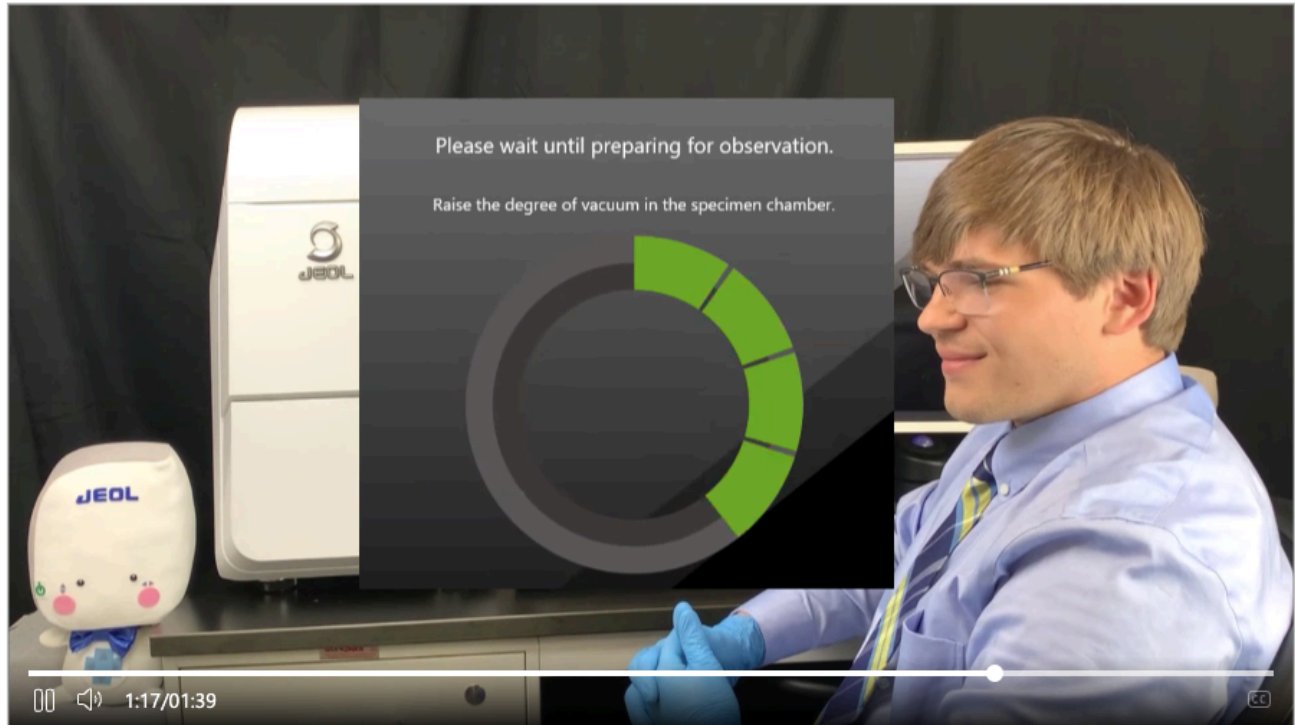 Please wait until preparing for observation.
Raise the degree of vacuum in the specimen chamber.
JEOL
JEOL
1:17/01:39
CC